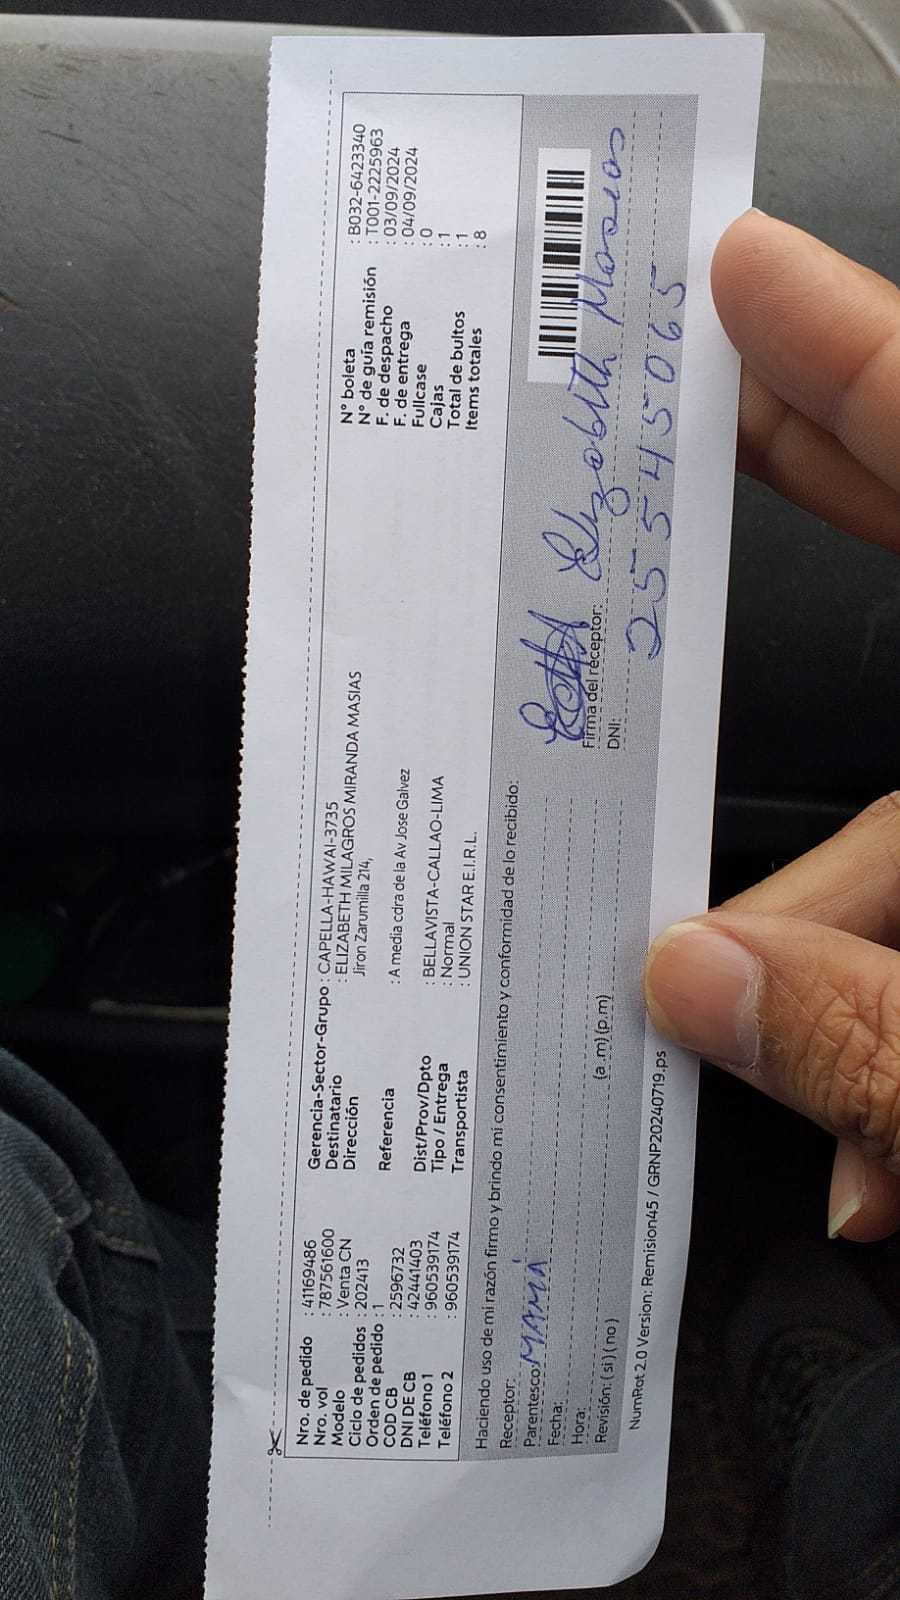 Nro. de pedido : 41169486
Nro. vol : 787561600
Modelo : Venta CN
Ciclo de pedidos : 202413
Orden de pedido : 1
COD CB : 2596732
DNI DE CB : 42441403
Teléfono 1 : 960539174
Teléfono 2 : 960539174
Gerencia-Sector-Grupo : CAPELLA-HAWAI-3735
Destinatario : ELIZABETH MILAGROS MIRANDA MASIAS
Dirección Jiron Zarumilla 214,
Referencia : A media cdra de la Av Jose Galvez
Dist/Prov/Dpto : BELLAVISTA-CALLAO-LIMA
Tipo / Entrega : Normal
Transportista : UNION STAR E.I.R.L.
N° boleta : B032-6423340
N° de guía remisión : T001-2225963
F. de despacho : 03/09/2024
F. de entrega : 04/09/2024
Fullcase : 0
Cajas : 1
Total de bultos : 1
Items totales : 8
Haciendo uso de mi razón firmo y brindo mi consentimiento y conformidad de lo recibido:
Receptor:
Parentesco: MAMÁ
Fecha:
Hora: (a .m) (p.m)
Revisión: ( si ) ( no )
Elizabeth Masias
Firma del receptor:
DNI: 25545065
NumRot 2.0 Version: Remision45 / GRNP20240719.ps